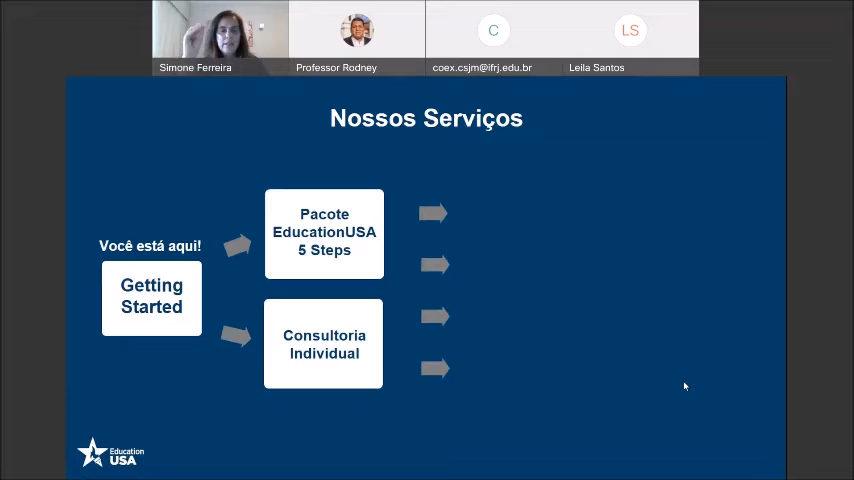 C
LS
Simone Ferreira
Professor Rodney
coex.csjm@ifrj.edu.br
Leila Santos
Nossos Serviços
Pacote
EducationUSA
5 Steps
Você está aqui!
Getting
Started
Consultoria
Individual
Education
USA